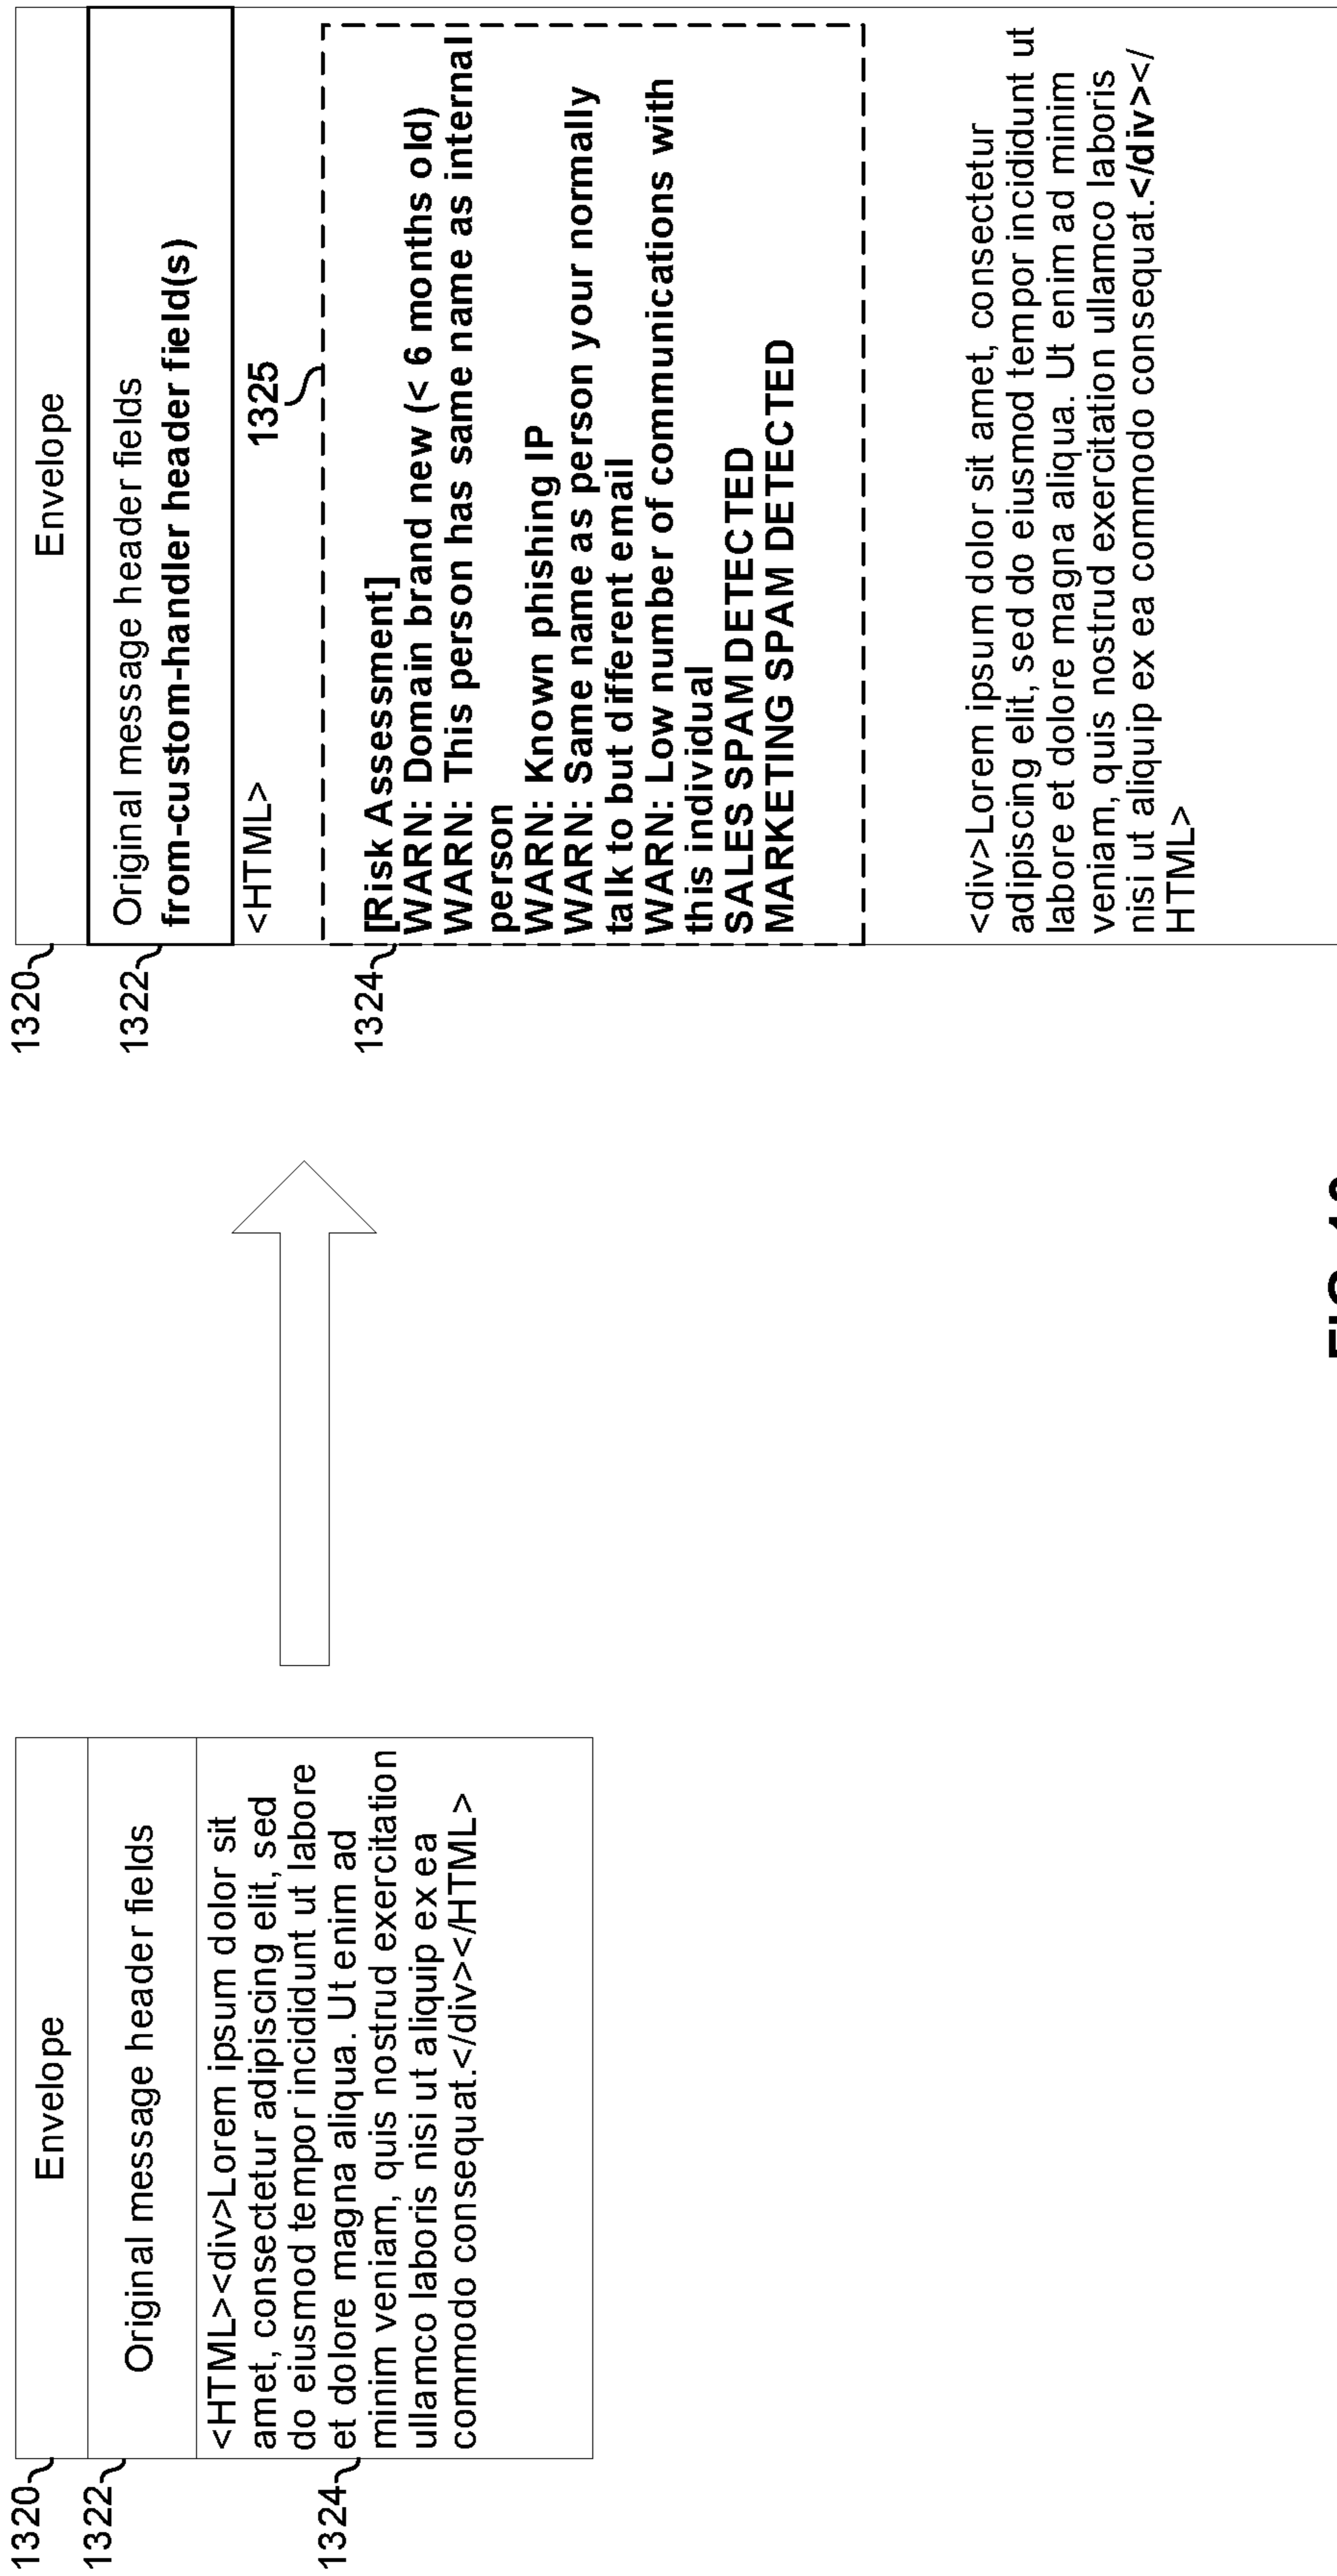 1320
Envelope
1322
Original message header fields
1324
<HTML><div>Lorem ipsum dolor sit
amet, consectetur adipiscing elit, sed
do eiusmod tempor incididunt ut labore
et dolore magna aliqua. Ut enim ad
minim veniam, quis nostrud exercitation
ullamco laboris nisi ut aliquip ex ea
commodo consequat.</div></HTML>
1320
Envelope
1322
Original message header fields
from-custom-handler header field(s)
<HTML>
1325
1324
[Risk Assessment]
WARN: Domain brand new (< 6 months old)
WARN: This person has same name as internal
person
WARN: Known phishing IP
WARN: Same name as person your normally
talk to but different email
WARN: Low number of communications with
this individual
SALES SPAM DETECTED
MARKETING SPAM DETECTED
<div>Lorem ipsum dolor sit amet, consectetur
adipiscing elit, sed do eiusmod tempor incididunt ut
labore et dolore magna aliqua. Ut enim ad minim
veniam, quis nostrud exercitation ullamco laboris
nisi ut aliquip ex ea commodo consequat.</div></
HTML>